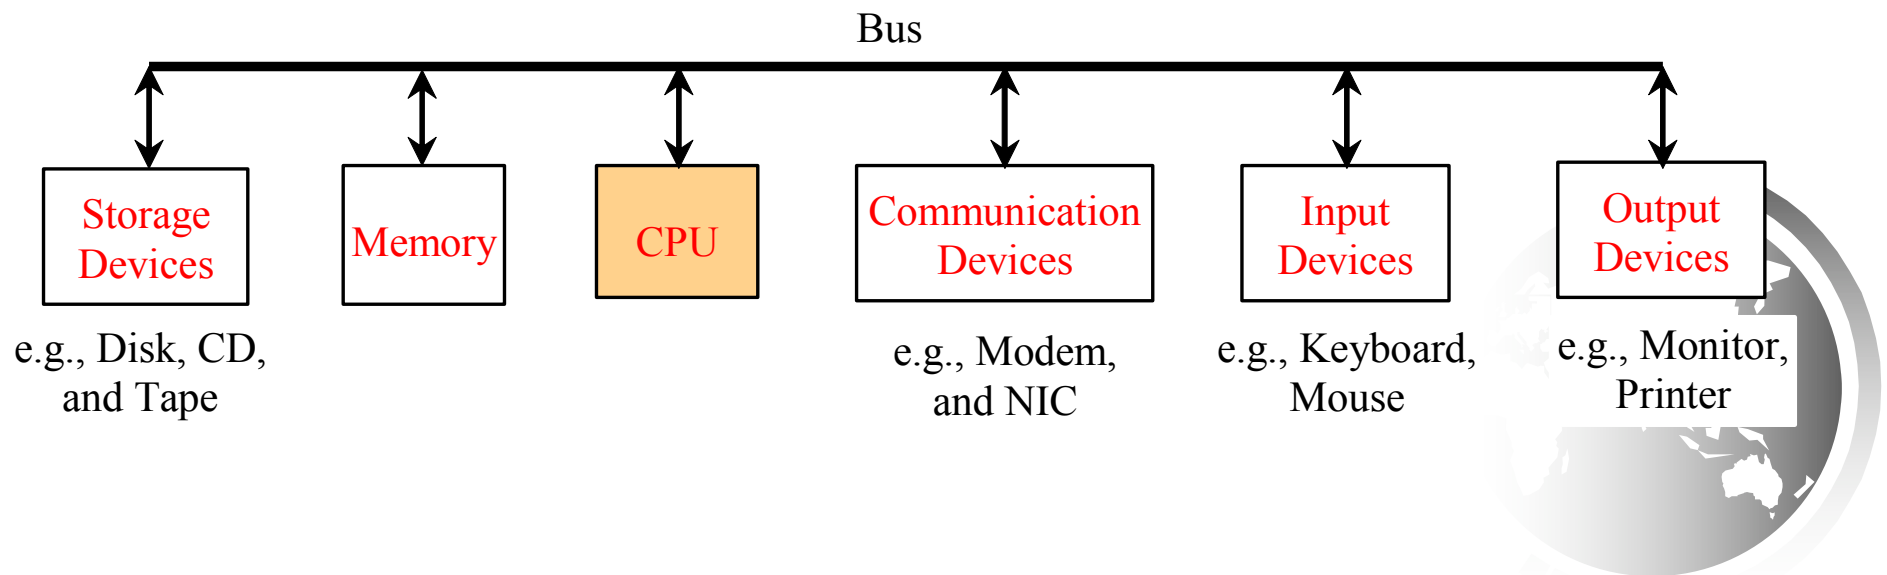 Bus
Storage
Devices
Memory
CPU
Communication
Devices
Input
Devices
Output
Devices
e.g., Disk, CD,
and Tape
e.g., Modem,
and NIC
e.g., Keyboard,
Mouse
e.g., Monitor,
Printer